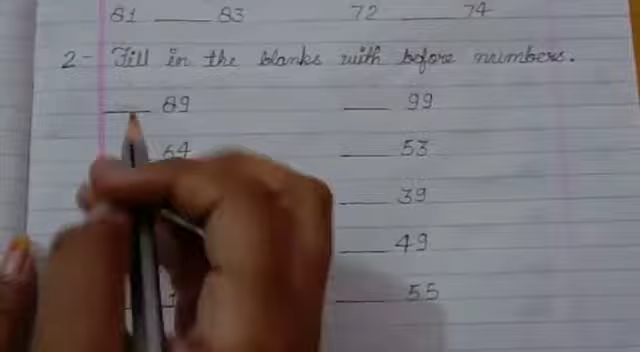 81 ____ 83 72 ____ 74
2- Fill in the blanks with before numbers.
____ 89 ____ 99
64 ____ 53
____ 39
____ 49
____ 55